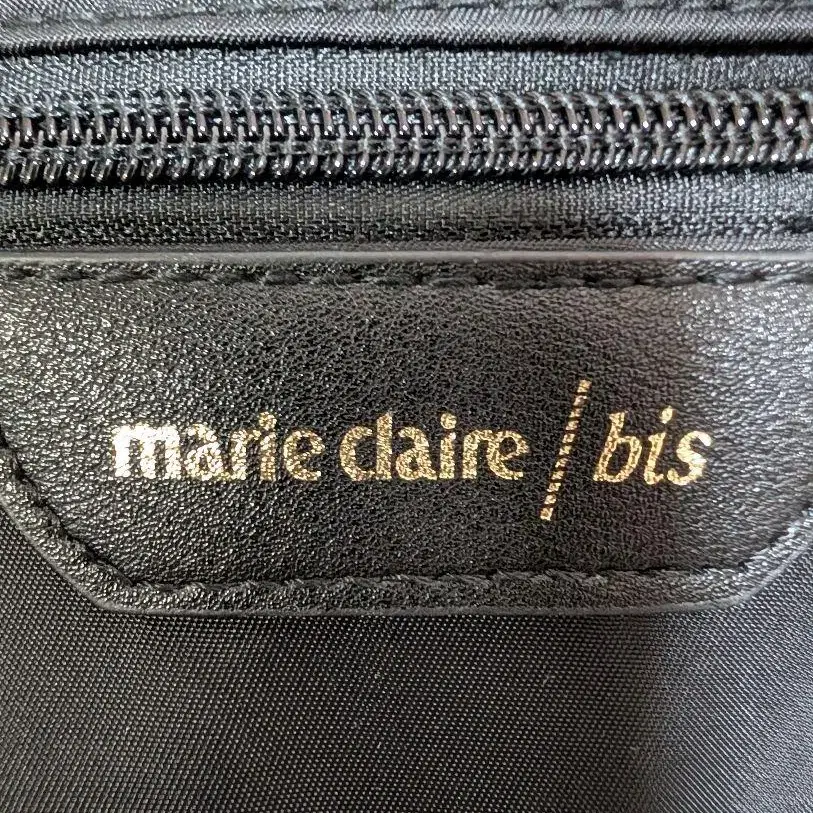 marie claire / bis